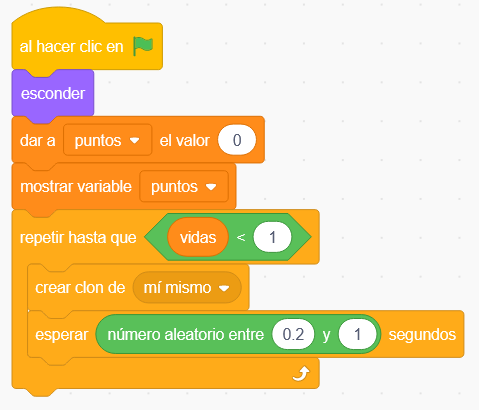 al hacer clic en
esconder
dar a puntos el valor 0
mostrar variable puntos
repetir hasta que vidas < 1
crear clon de mí mismo
esperar número aleatorio entre 0.2 y 1 segundos